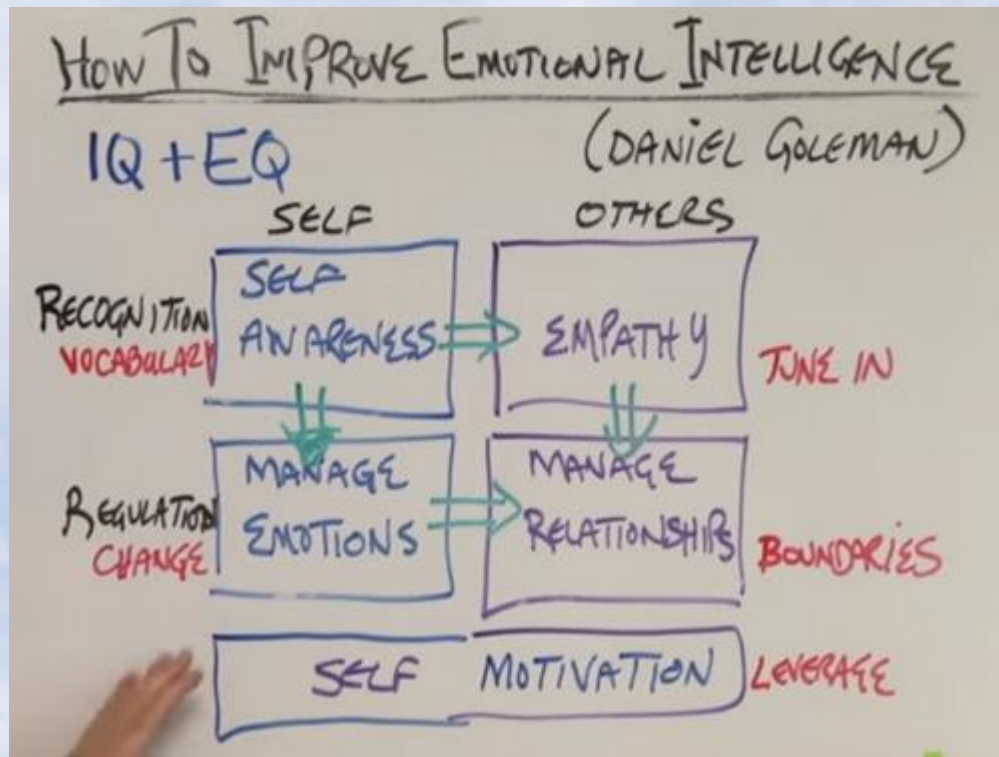 HOW TO IMPROVE EMOTIONAL INTELLIGENCE
IQ + EQ
(DANIEL GOLEMAN)
SELF
OTHERS
RECOGNITION
VOCABULARY
SELF
AWARENESS
EMPATHY
TUNE IN
REGULATION
CHANGE
MANAGE
EMOTIONS
MANAGE
RELATIONSHIPS
BOUNDARIES
SELF MOTIVATION
LEVERAGE